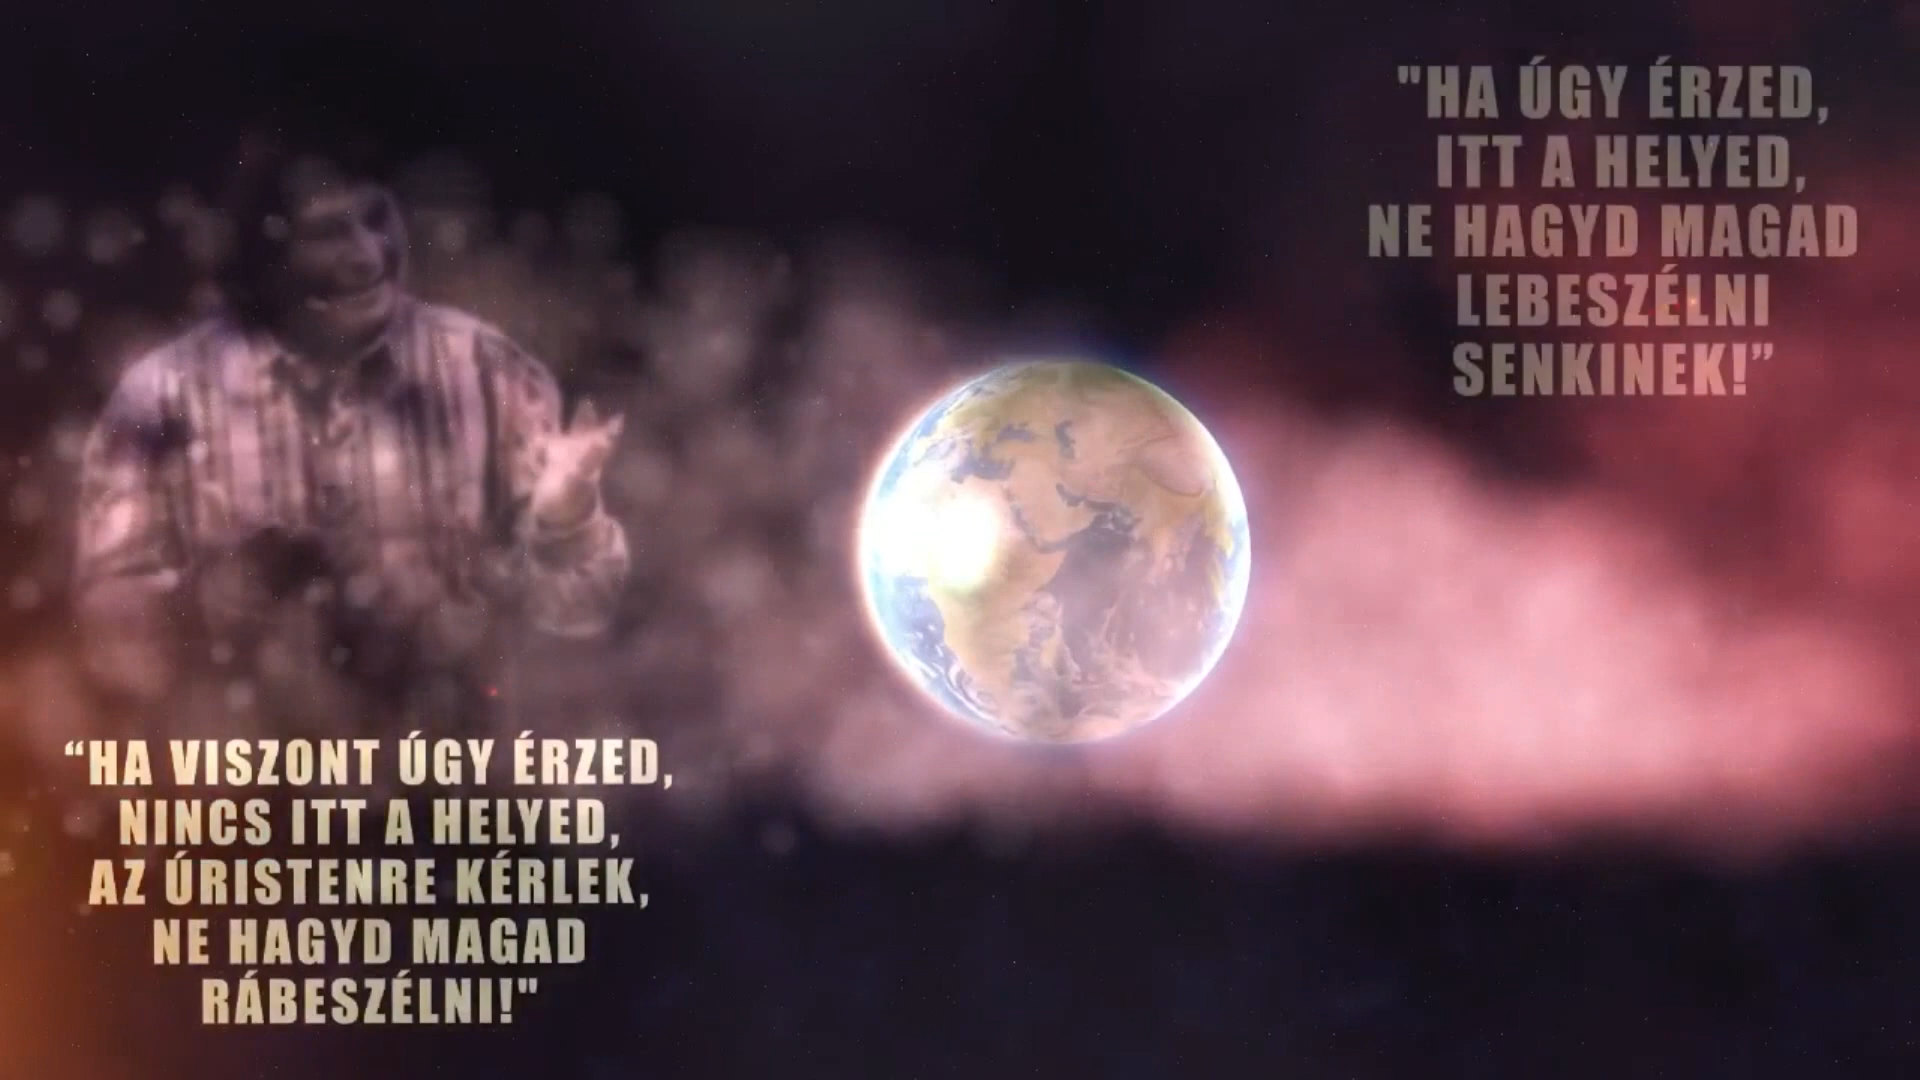 "HA ÚGY ÉRZED,
ITT A HELYED,
NE HAGYD MAGAD
LEBESZÉLNI
SENKINEK!”
“HA VISZONT ÚGY ÉRZED,
NINCS ITT A HELYED,
AZ ÚRISTENRE KÉRLEK,
NE HAGYD MAGAD
RÁBESZÉLNI!"